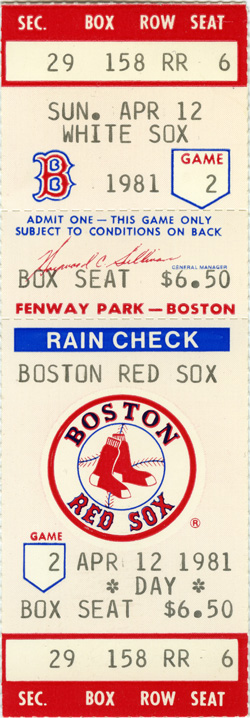 SEC. BOX ROW SEAT
29 158 RR 6
SUN. APR 12
WHITE SOX
B 1981 GAME 2
ADMIT ONE — THIS GAME ONLY
SUBJECT TO CONDITIONS ON BACK
Haywood C Sullivan
GENERAL MANAGER
BOX SEAT $6.50
FENWAY PARK — BOSTON
RAIN CHECK
BOSTON RED SOX
BOSTON
RED SOX
®
GAME
2 APR 12 1981
* DAY *
BOX SEAT $6.50
29 158 RR 6
SEC. BOX ROW SEAT